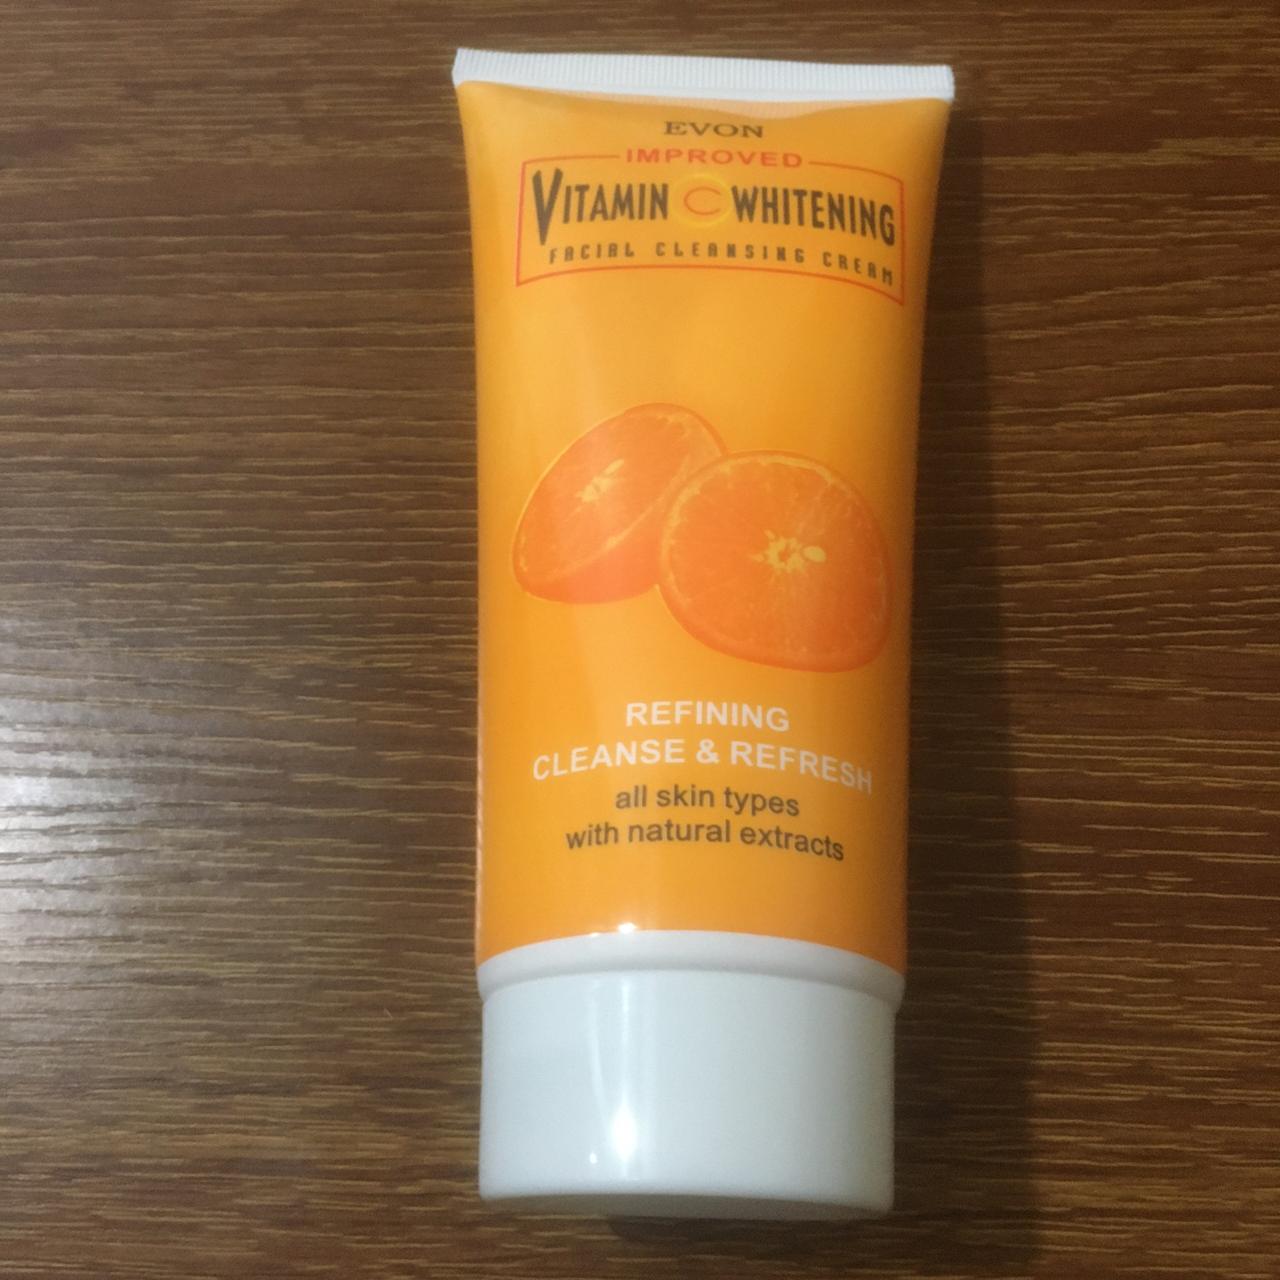 EVON
IMPROVED
VITAMIN C WHITENING
FACIAL CLEANSING CREAM
REFINING
CLEANSE & REFRESH
all skin types
with natural extracts